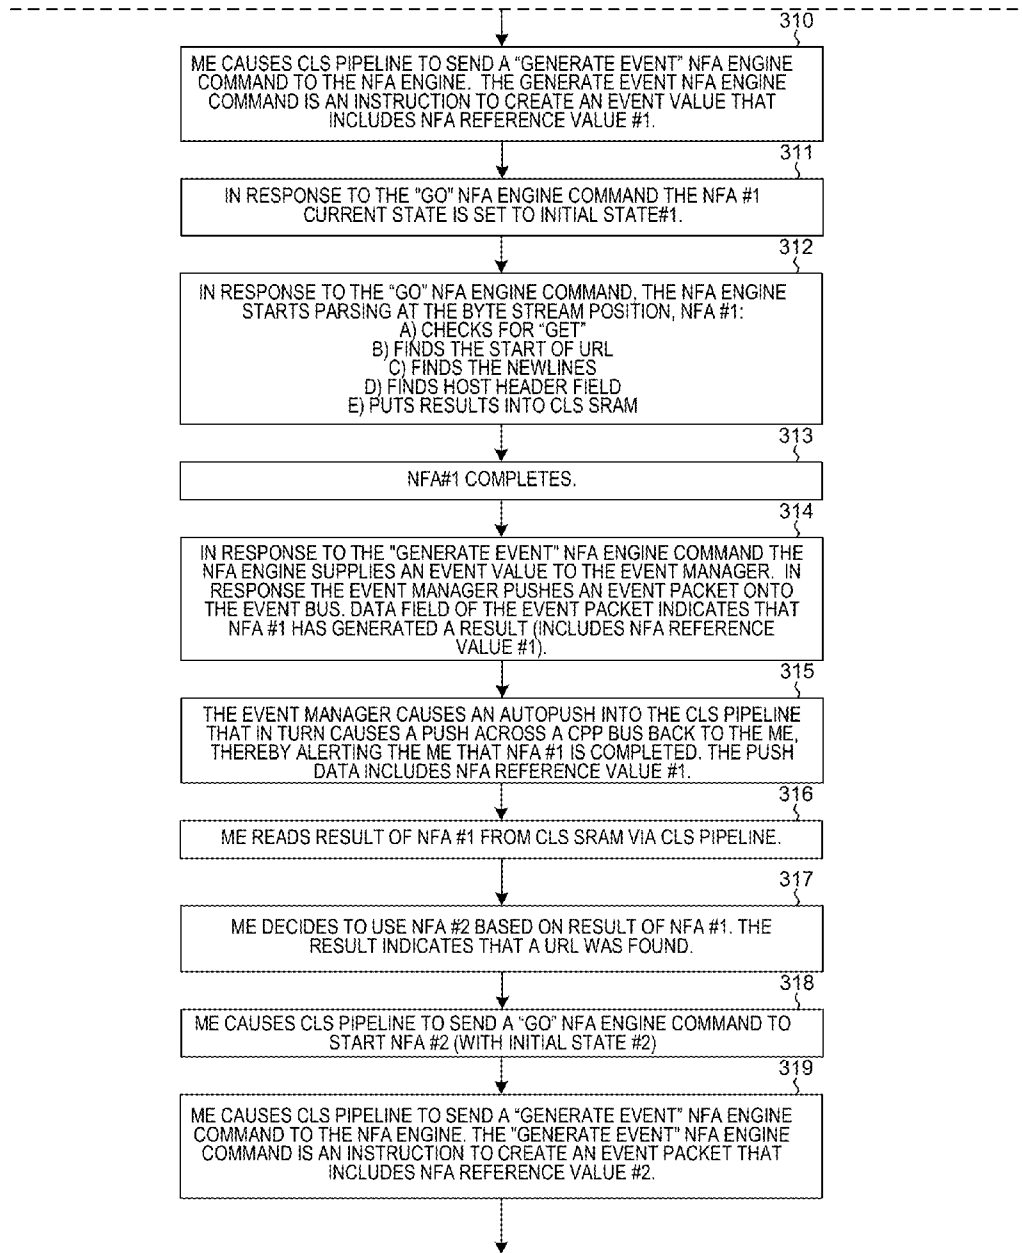 310
ME CAUSES CLS PIPELINE TO SEND A “GENERATE EVENT” NFA ENGINE
COMMAND TO THE NFA ENGINE. THE GENERATE EVENT NFA ENGINE
COMMAND IS AN INSTRUCTION TO CREATE AN EVENT VALUE THAT
INCLUDES NFA REFERENCE VALUE #1.
311
IN RESPONSE TO THE "GO" NFA ENGINE COMMAND THE NFA #1
CURRENT STATE IS SET TO INITIAL STATE#1.
312
IN RESPONSE TO THE “GO” NFA ENGINE COMMAND, THE NFA ENGINE
STARTS PARSING AT THE BYTE STREAM POSITION, NFA #1:
A) CHECKS FOR “GET”
B) FINDS THE START OF URL
C) FINDS THE NEWLINES
D) FINDS HOST HEADER FIELD
E) PUTS RESULTS INTO CLS SRAM
313
NFA#1 COMPLETES.
314
IN RESPONSE TO THE "GENERATE EVENT" NFA ENGINE COMMAND THE
NFA ENGINE SUPPLIES AN EVENT VALUE TO THE EVENT MANAGER. IN
RESPONSE THE EVENT MANAGER PUSHES AN EVENT PACKET ONTO
THE EVENT BUS. DATA FIELD OF THE EVENT PACKET INDICATES THAT
NFA #1 HAS GENERATED A RESULT (INCLUDES NFA REFERENCE
VALUE #1).
315
THE EVENT MANAGER CAUSES AN AUTOPUSH INTO THE CLS PIPELINE
THAT IN TURN CAUSES A PUSH ACROSS A CPP BUS BACK TO THE ME,
THEREBY ALERTING THE ME THAT NFA #1 IS COMPLETED. THE PUSH
DATA INCLUDES NFA REFERENCE VALUE #1.
316
ME READS RESULT OF NFA #1 FROM CLS SRAM VIA CLS PIPELINE.
317
ME DECIDES TO USE NFA #2 BASED ON RESULT OF NFA #1. THE
RESULT INDICATES THAT A URL WAS FOUND.
318
ME CAUSES CLS PIPELINE TO SEND A “GO” NFA ENGINE COMMAND TO
START NFA #2 (WITH INITIAL STATE #2)
319
ME CAUSES CLS PIPELINE TO SEND A “GENERATE EVENT” NFA ENGINE
COMMAND TO THE NFA ENGINE. THE "GENERATE EVENT" NFA ENGINE
COMMAND IS AN INSTRUCTION TO CREATE AN EVENT PACKET THAT
INCLUDES NFA REFERENCE VALUE #2.